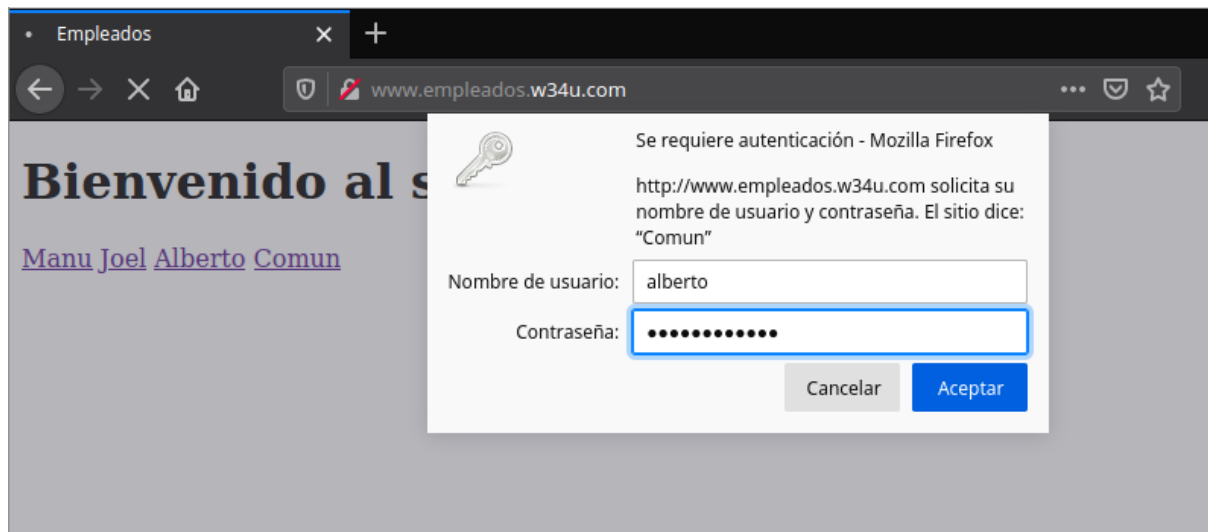 Empleados
www.empleados.w34u.com
Se requiere autenticación - Mozilla Firefox
http://www.empleados.w34u.com solicita su
nombre de usuario y contraseña. El sitio dice:
“Comun”
Bienvenido al s
Manu Joel Alberto Comun
Nombre de usuario: alberto
Contraseña: ••••••••••••
Cancelar Aceptar